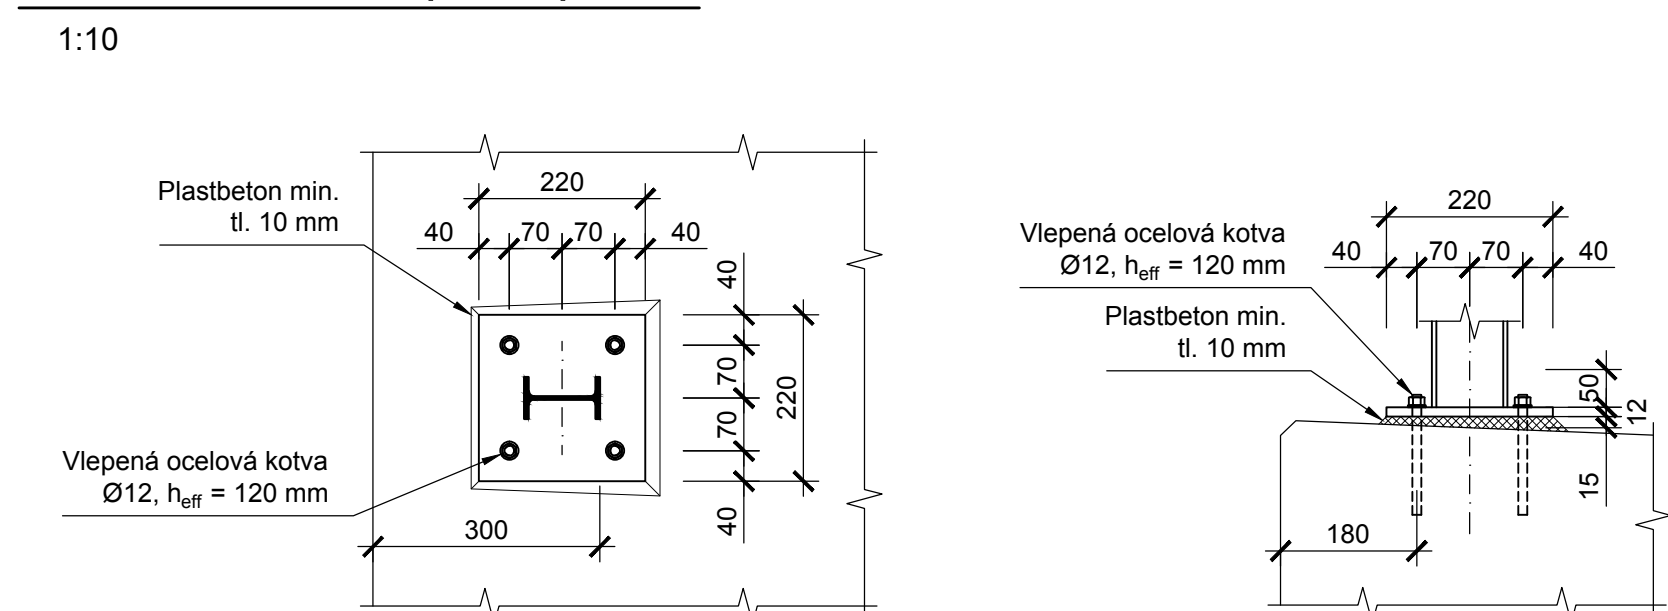 1:10
Plastbeton min.
tl. 10 mm
220
40 70 70 40
40
70
70
40
220
Vlepená ocelová kotva
Ø12, heff = 120 mm
300
220
Vlepená ocelová kotva
Ø12, heff = 120 mm
40 70 70 40
Plastbeton min.
tl. 10 mm
50
12
15
180